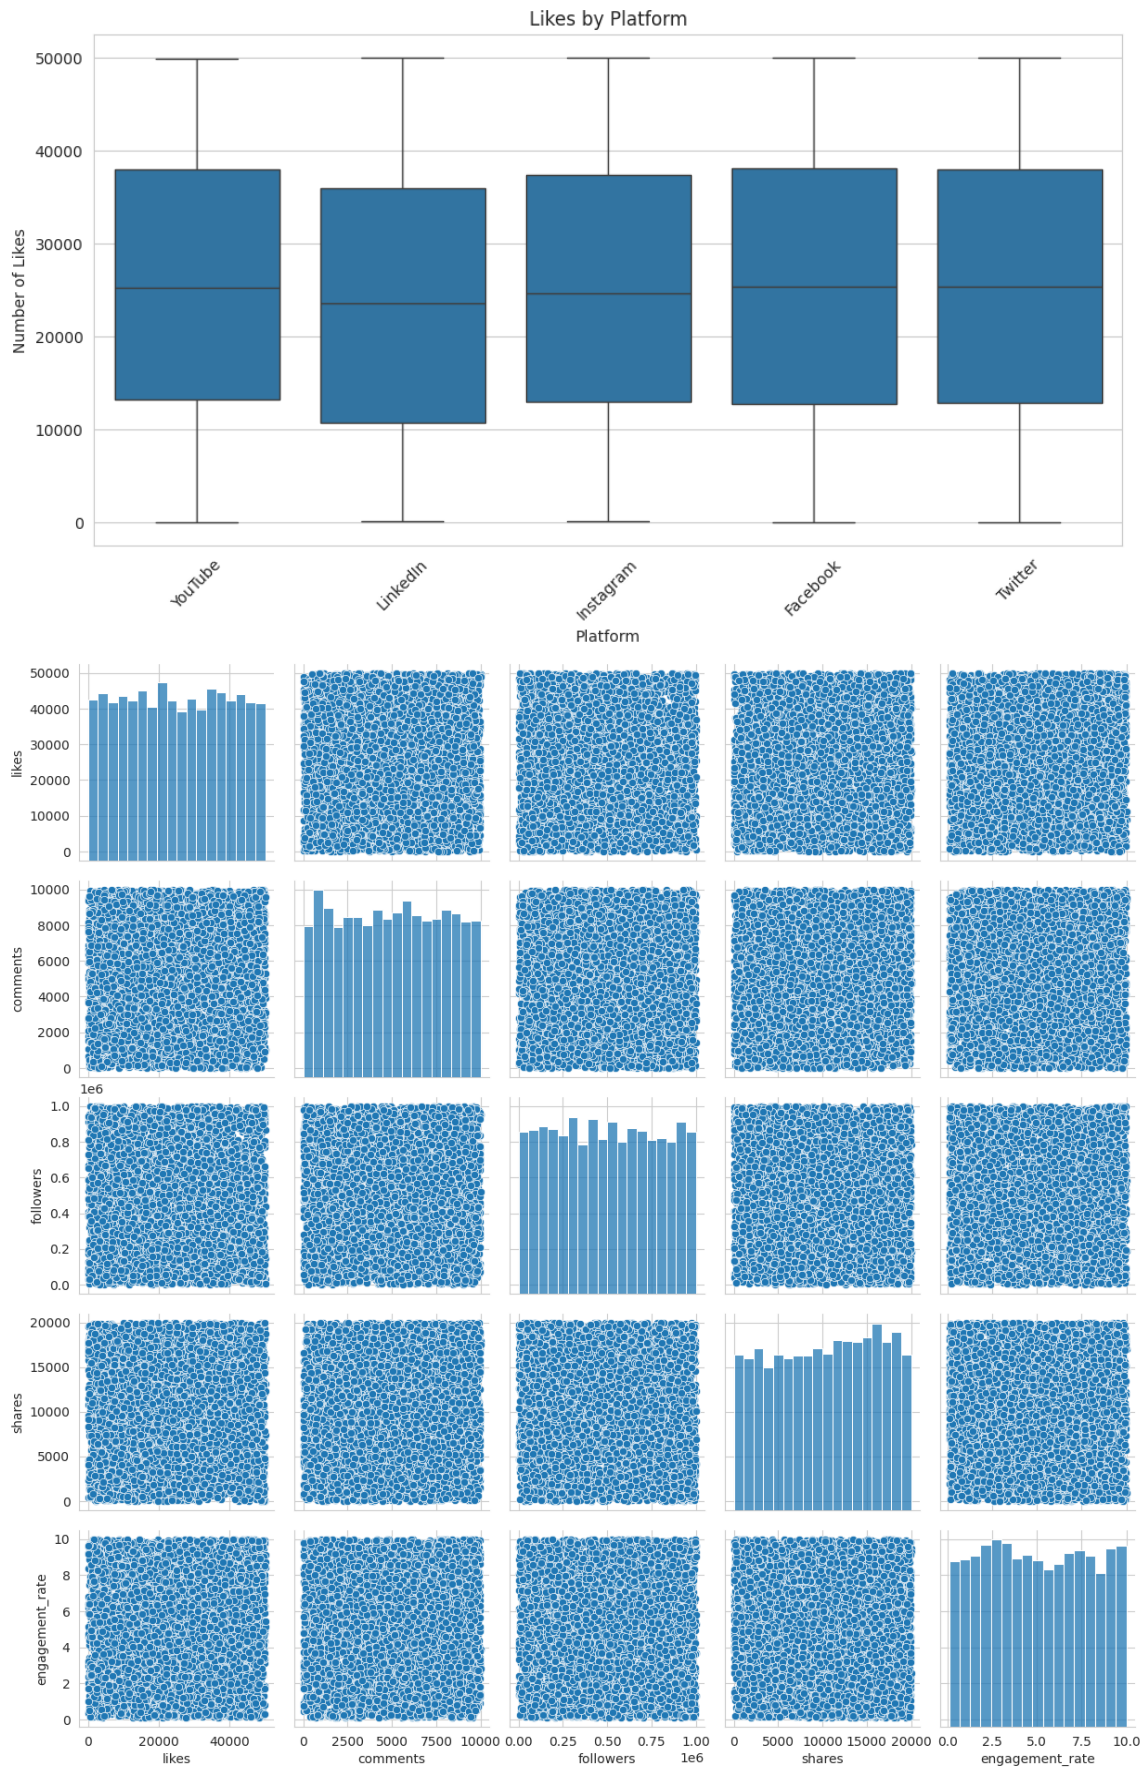 Likes by Platform
50000
40000
30000
20000
10000
0
Number of Likes
YouTube
LinkedIn
Instagram
Facebook
Twitter
Platform
50000
40000
30000
20000
10000
0
likes
10000
8000
6000
4000
2000
0
comments
1e6
1.0
0.8
0.6
0.4
0.2
0.0
followers
20000
15000
10000
5000
0
shares
10
8
6
4
2
0
engagement_rate
0 20000 40000
likes
0 2500 5000 7500 10000
comments
0.00 0.25 0.50 0.75 1.00
1e6
followers
0 5000 10000 15000 20000
shares
0.0 2.5 5.0 7.5 10.0
engagement_rate